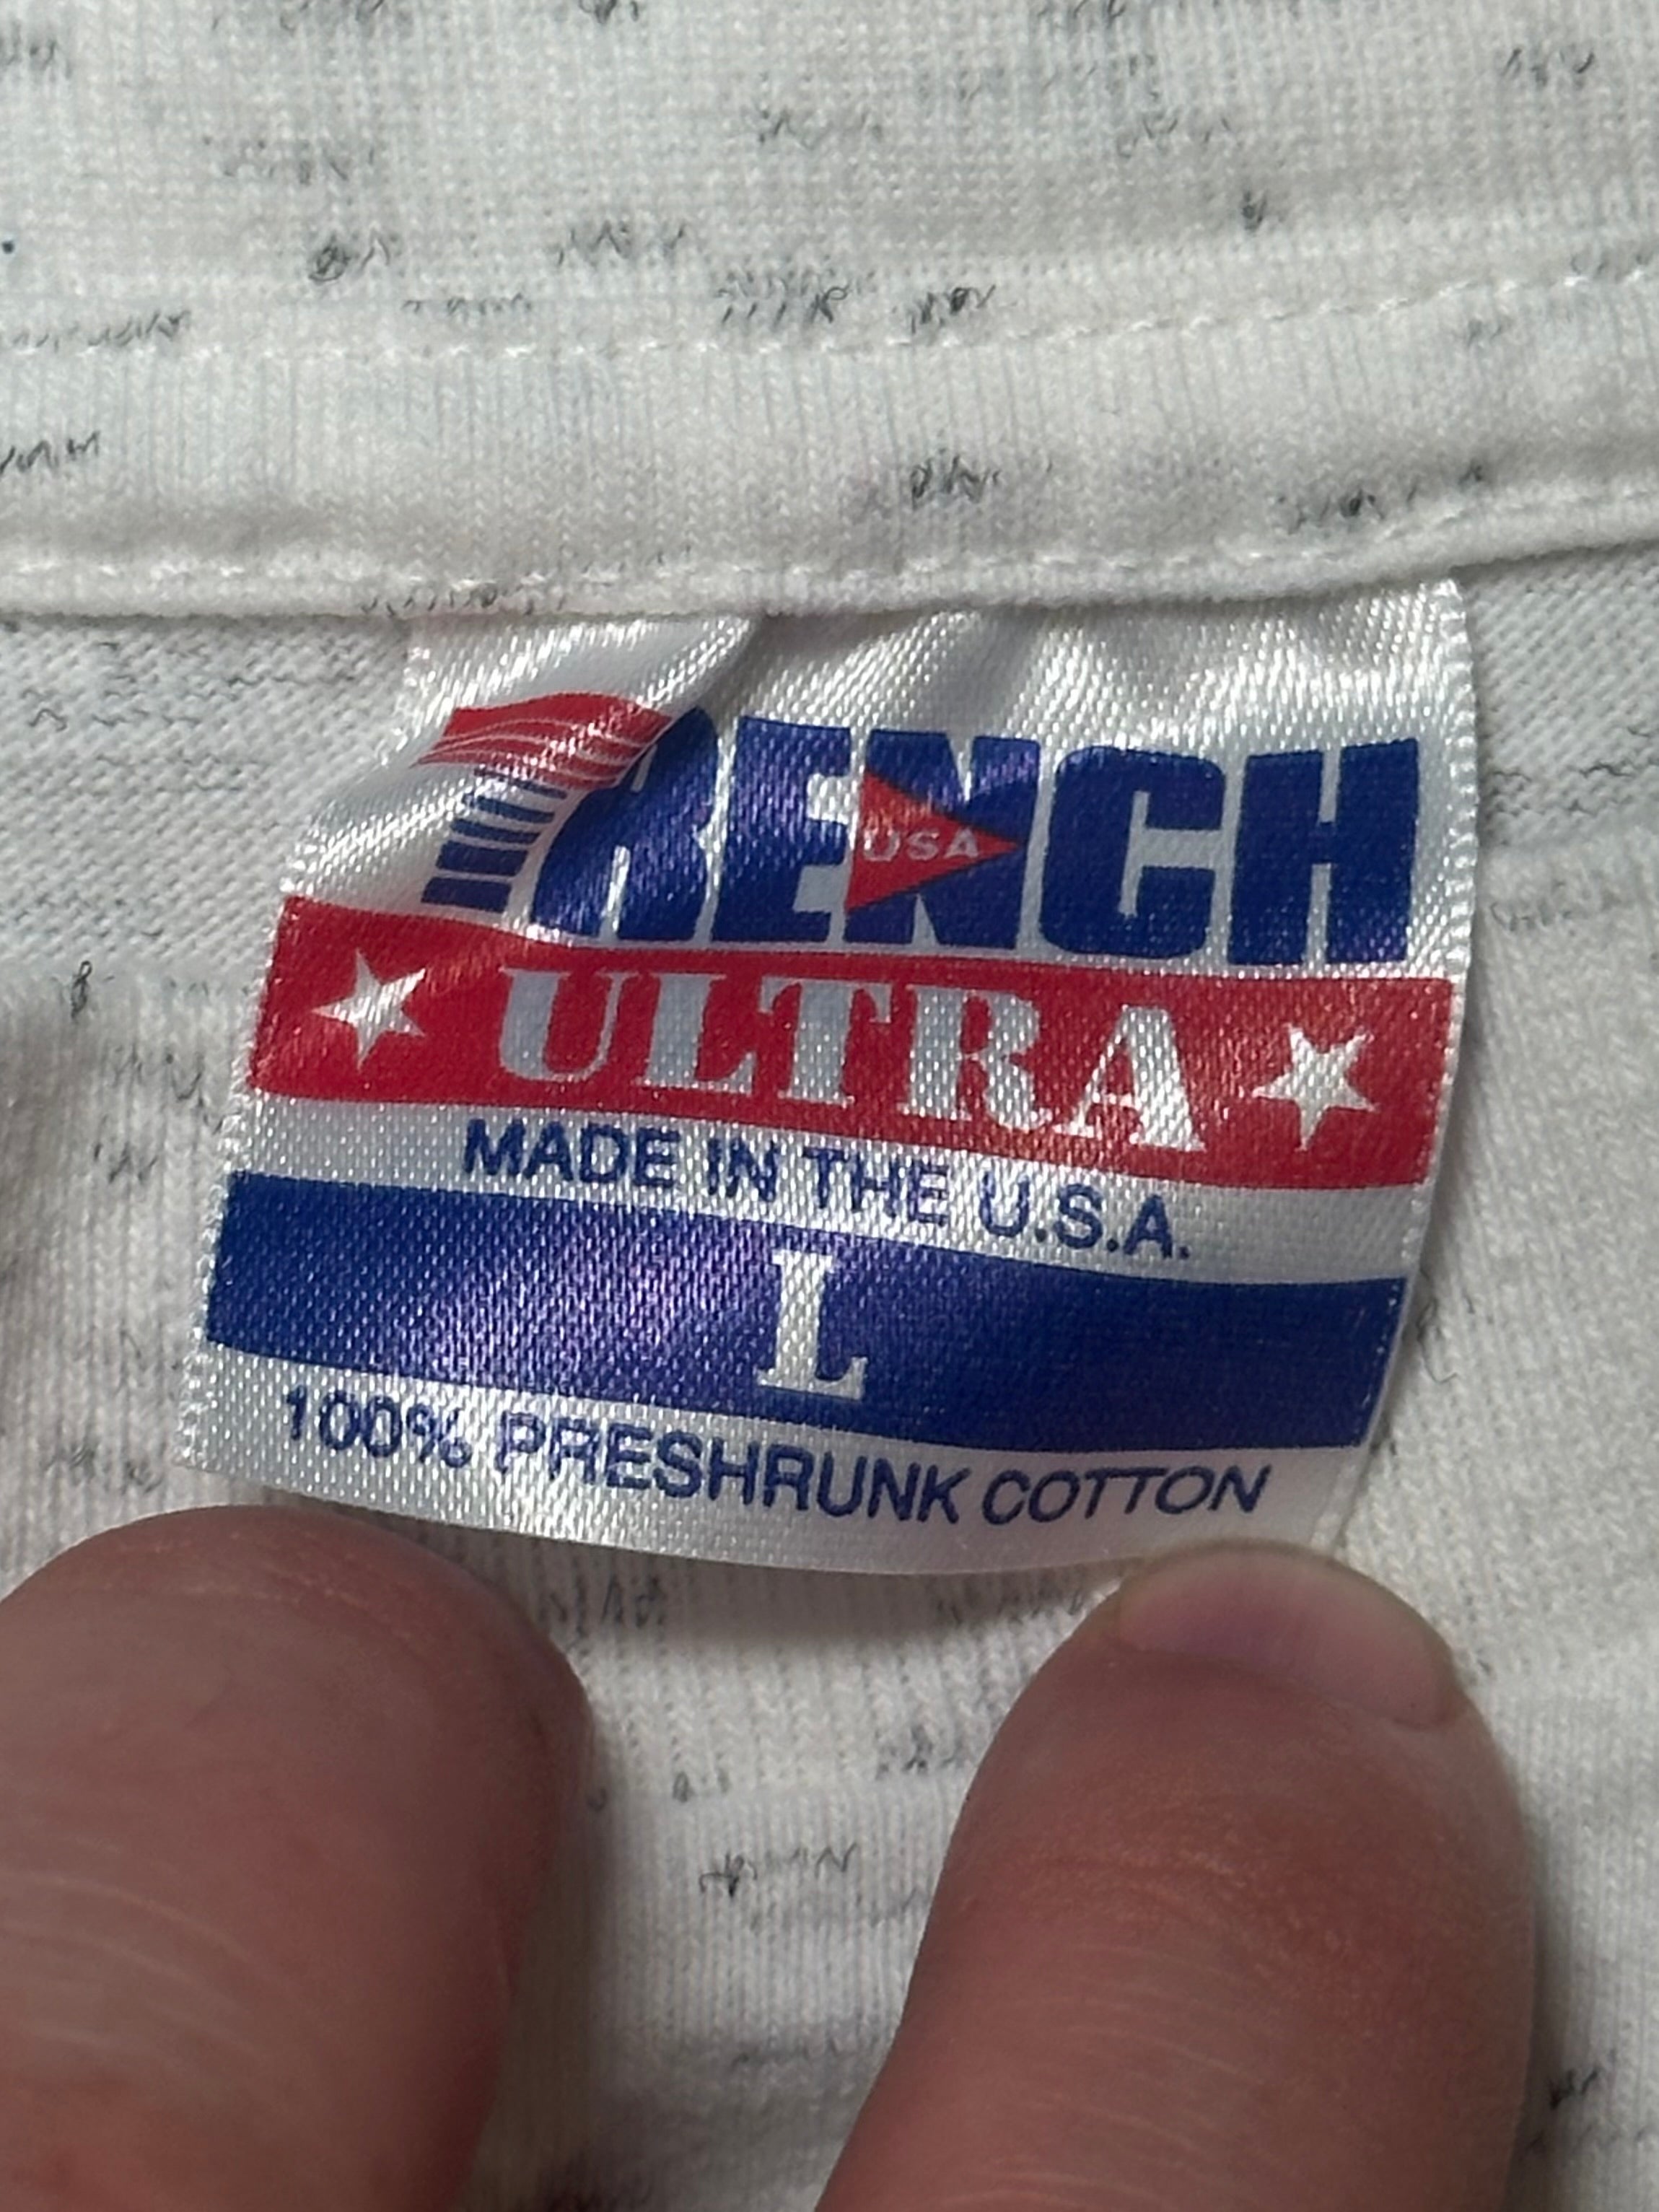 TRENCH
USA
ULTRA
MADE IN THE U.S.A.
L
100% PRESHRUNK COTTON